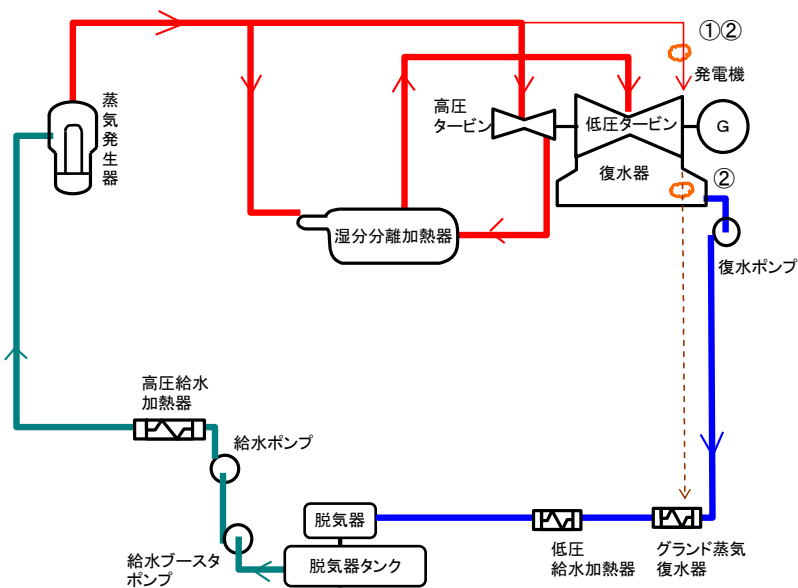 ①②
発電機
蒸気発生器
高圧
タービン
低圧タービン
G
復水器
②
湿分分離加熱器
復水ポンプ
高圧給水
加熱器
給水ポンプ
脱気器
低圧
給水加熱器
グランド蒸気
復水器
給水ブースタ
ポンプ
脱気器タンク